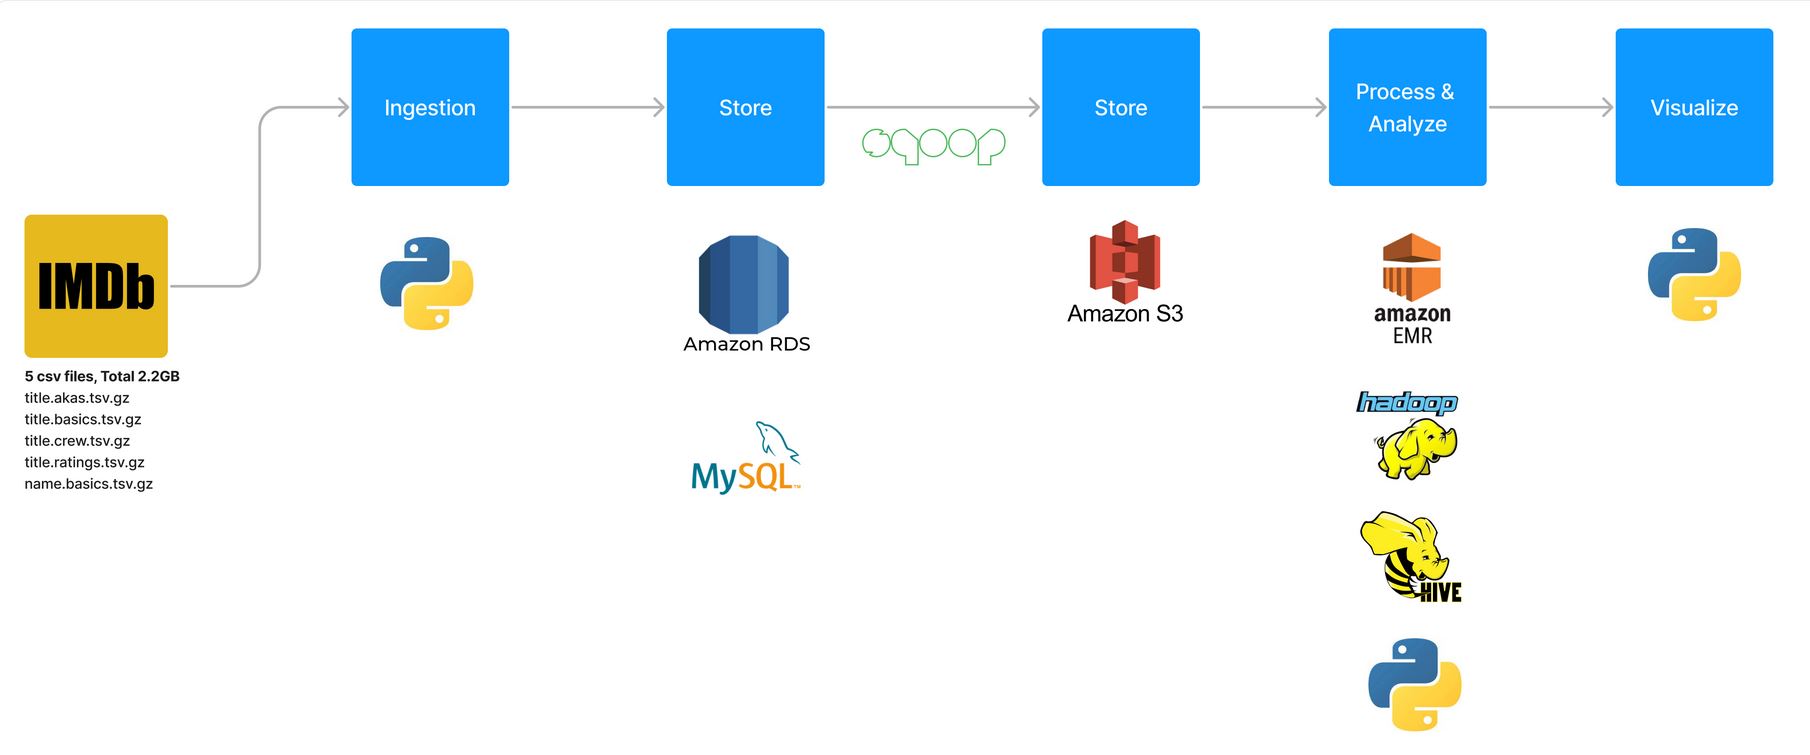 Ingestion
Store
sqoop
Store
Process &
Analyze
Visualize
IMDb
5 csv files, Total 2.2GB
title.akas.tsv.gz
title.basics.tsv.gz
title.crew.tsv.gz
title.ratings.tsv.gz
name.basics.tsv.gz
Amazon RDS
MySQL™
Amazon S3
amazon
EMR
hadoop
HIVE